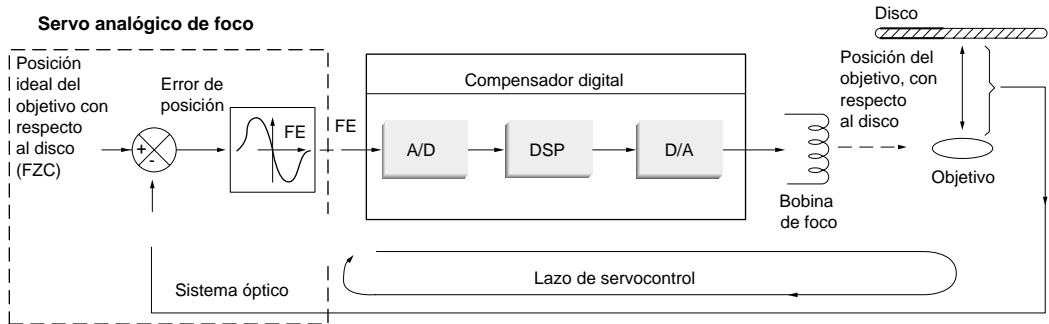 Servo analógico de foco
Posición
ideal del
objetivo con
respecto
al disco
(FZC)
+
-
Error de
posición
FE
FE
Compensador digital
A/D
DSP
D/A
Bobina
de foco
Disco
Posición del
objetivo, con
respecto
al disco
Objetivo
Sistema óptico
Lazo de servocontrol